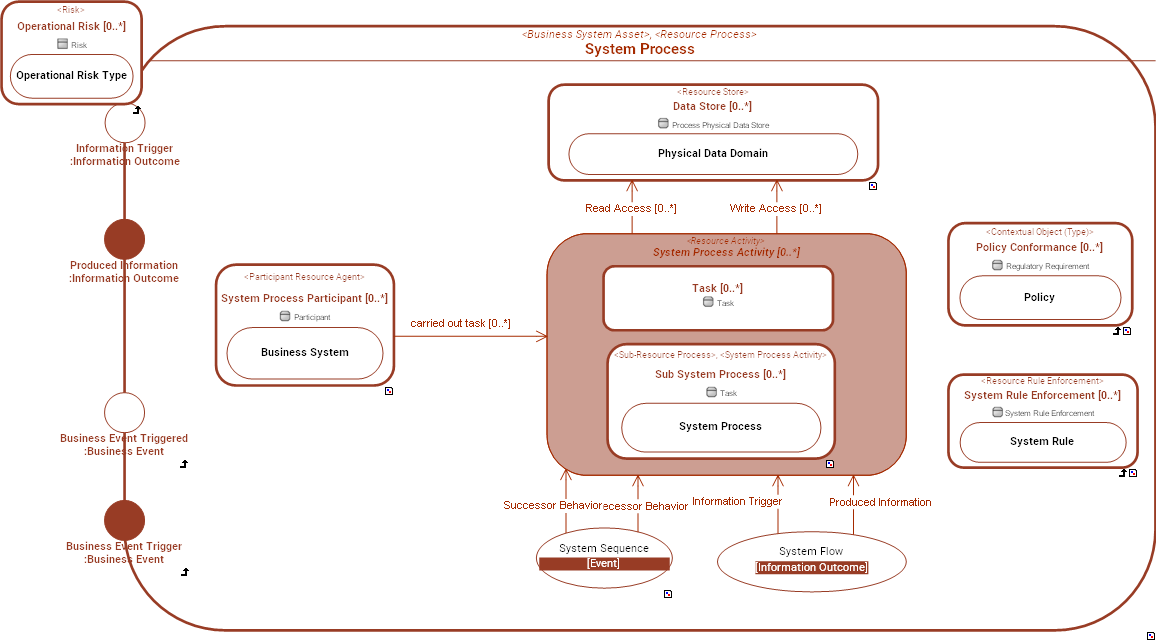 <Risk>
Operational Risk [0..*]
Risk
Operational Risk Type
<Business System Asset>, <Resource Process>
System Process
Information Trigger
:Information Outcome
Produced Information
:Information Outcome
Business Event Triggered
:Business Event
Business Event Trigger
:Business Event
<Resource Store>
Data Store [0..*]
Process Physical Data Store
Physical Data Domain
Read Access [0..*]
Write Access [0..*]
<Participant Resource Agent>
System Process Participant [0..*]
Participant
Business System
carried out task [0..*]
<Resource Activity>
System Process Activity [0..*]
Task [0..*]
Task
<Sub-Resource Process>, <System Process Activity>
Sub System Process [0..*]
Task
System Process
<Contextual Object (Type)>
Policy Conformance [0..*]
Regulatory Requirement
Policy
<Resource Rule Enforcement>
System Rule Enforcement [0..*]
System Rule Enforcement
System Rule
Successor Behavior
ecessor Behavior
Information Trigger
Produced Information
System Sequence
[Event]
System Flow
[Information Outcome]